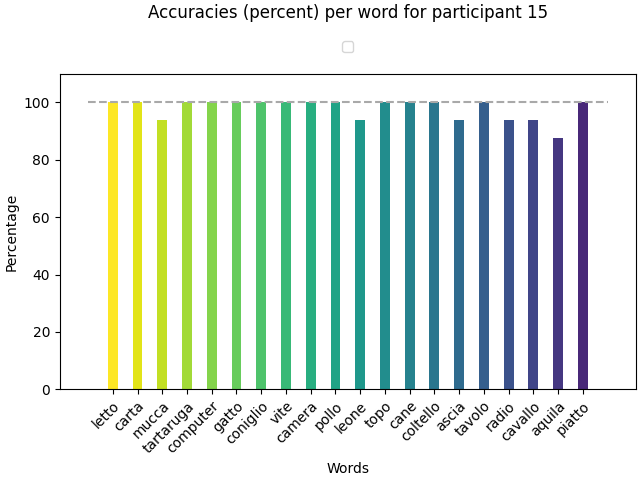 Accuracies (percent) per word for participant 15
100
80
60
40
20
0
Percentage
letto
carta
mucca
tartaruga
computer
gatto
coniglio
vite
camera
pollo
leone
topo
cane
coltello
ascia
tavolo
radio
cavallo
aquila
piatto
Words